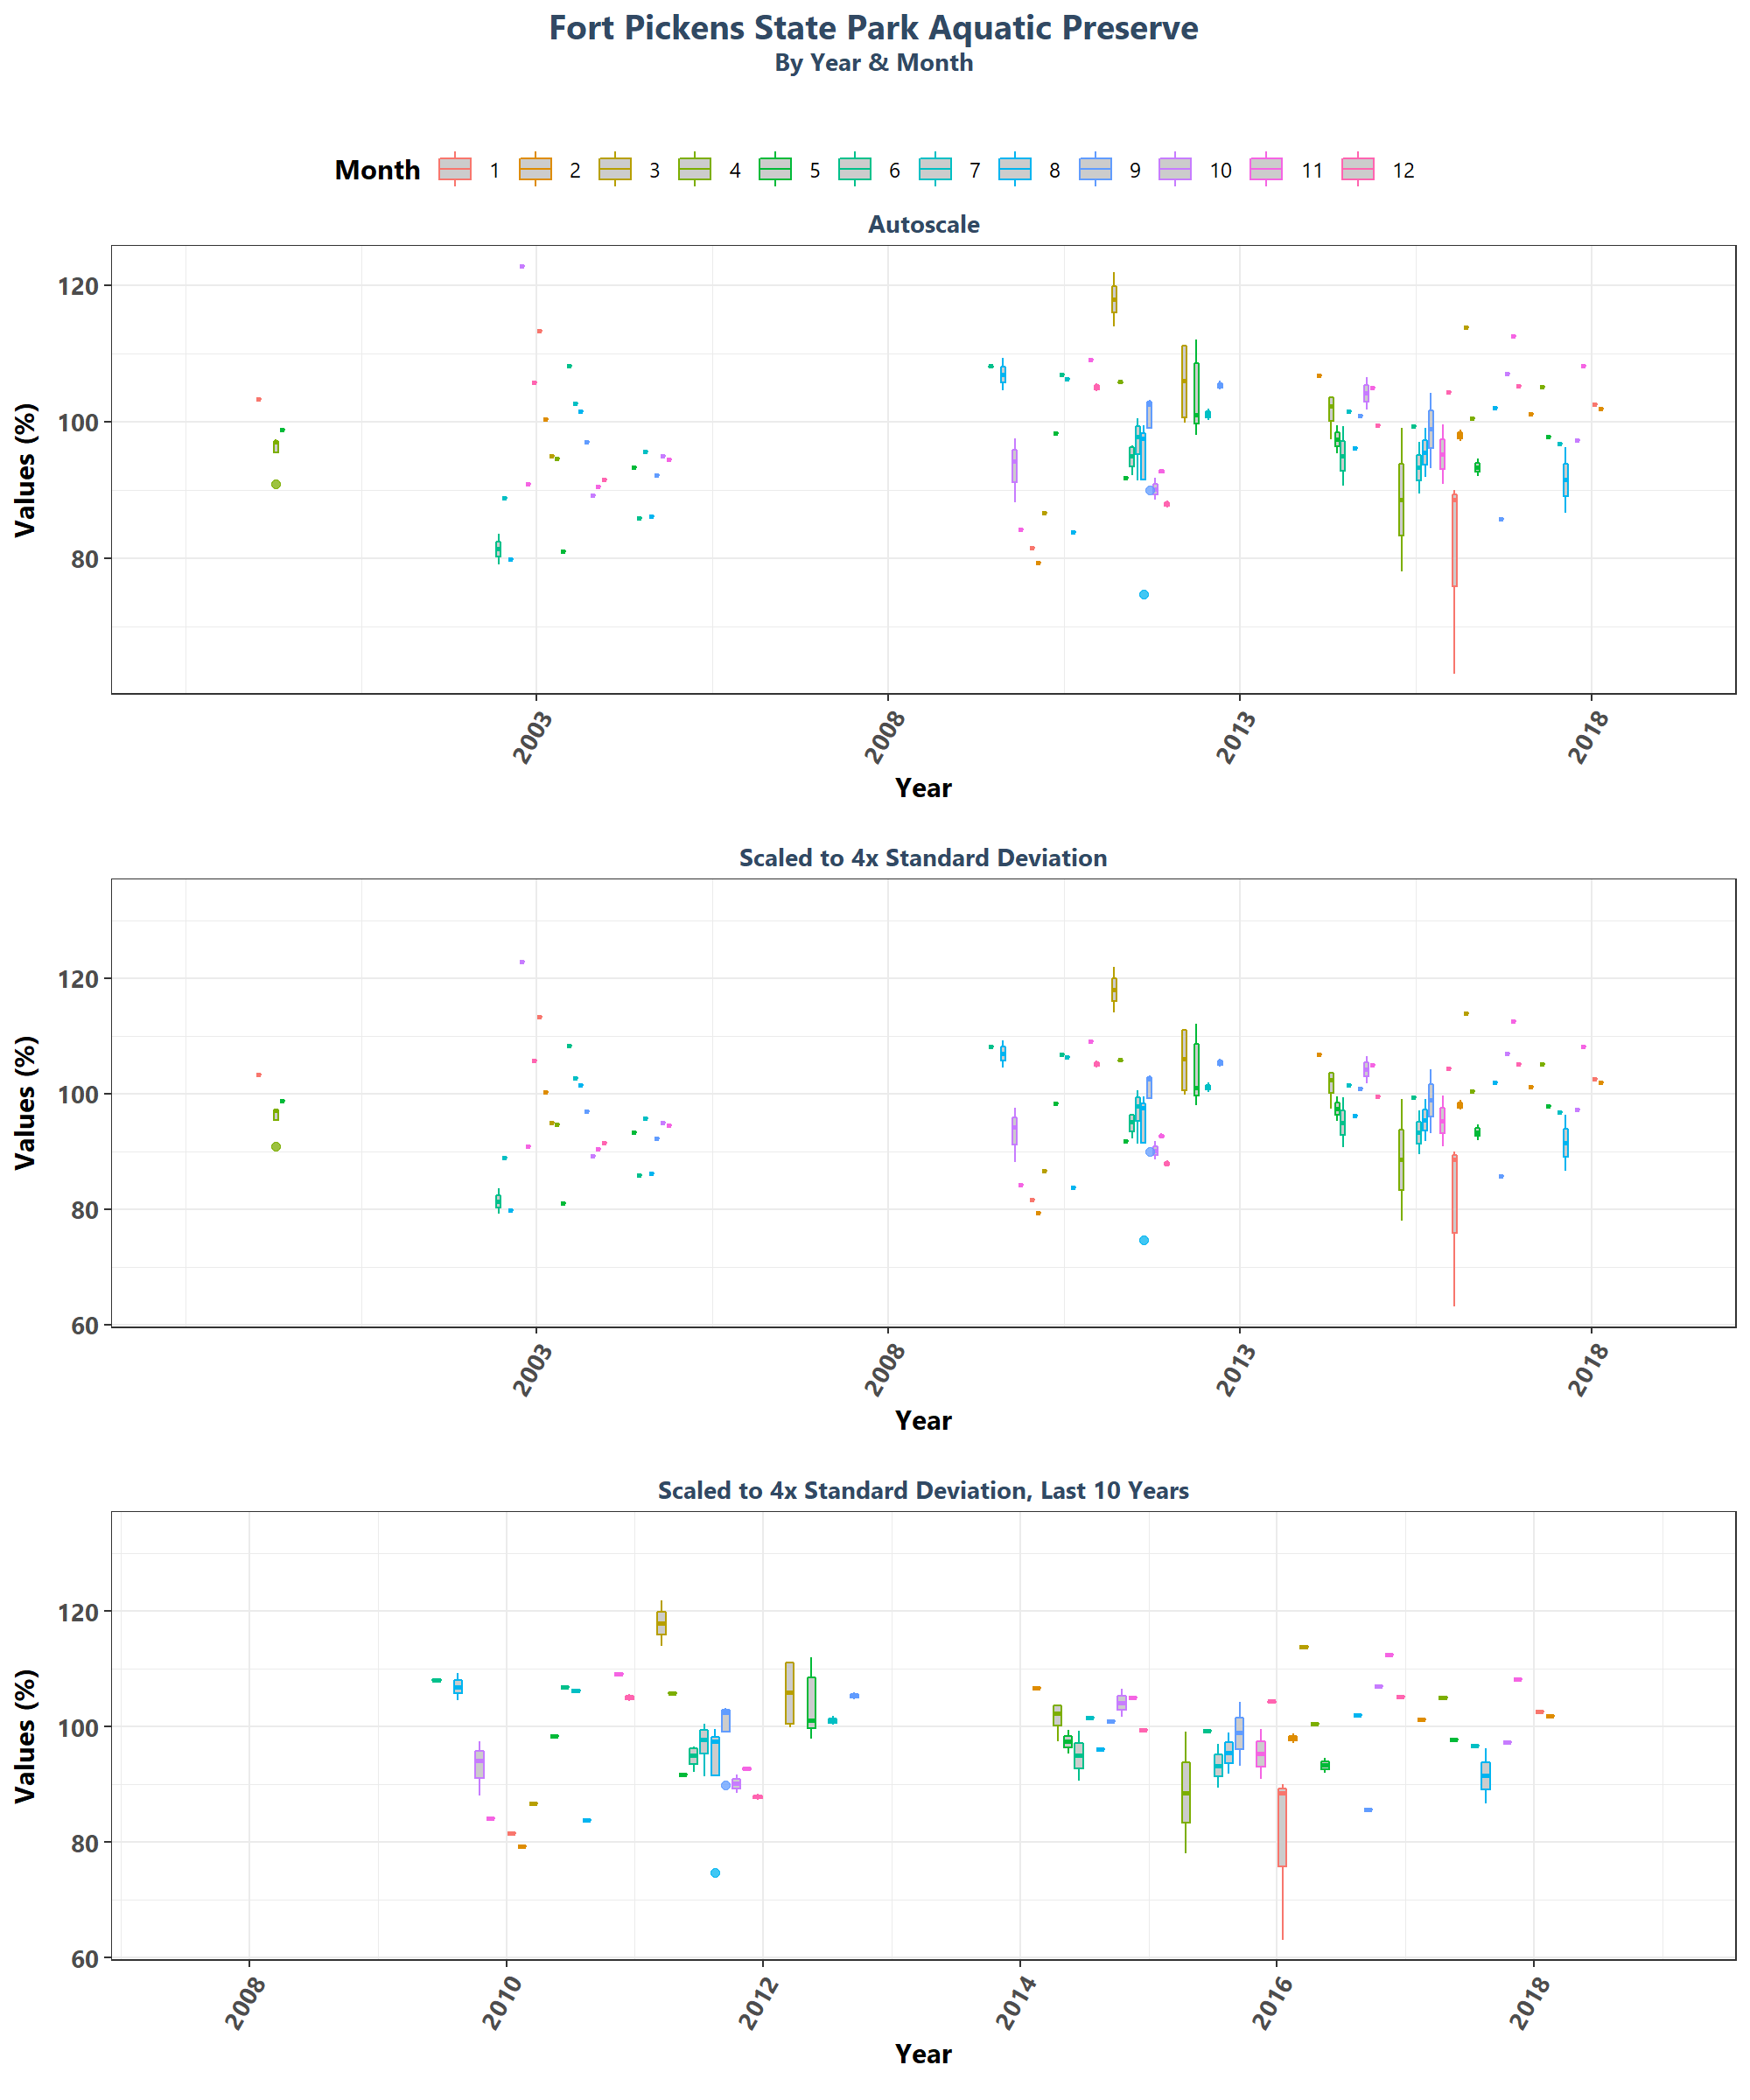 Fort Pickens State Park Aquatic Preserve
By Year & Month
Month 1 2 3 4 5 6 7 8 9 10 11 12
Autoscale
Values (%)
120
100
80
2003 2008 2013 2018
Year
Scaled to 4x Standard Deviation
Values (%)
120
100
80
60
2003 2008 2013 2018
Year
Scaled to 4x Standard Deviation, Last 10 Years
Values (%)
120
100
80
60
2008 2010 2012 2014 2016 2018
Year